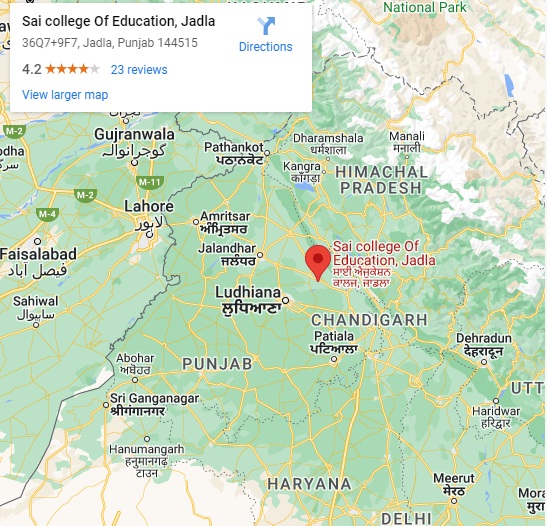 Sai college Of Education, Jadla
36Q7+9F7, Jadla, Punjab 144515
Directions
4.2
23 reviews
View larger map
National Park
M-2
Gujranwala
گوجرانوالہ
Pathankot
ਪਠਾਨਕੋਟ
Dharamshala
धर्मशाला
Manali
मनाली
Kangra
काँगड़ा
HIMACHAL
PRADESH
M-11
M-2
M-4
Lahore
لاہور
Amritsar
ਅੰਮ੍ਰਿਤਸਰ
Jalandhar
ਜਲੰਧਰ
Sai college Of
Education, Jadla
ਸਾਈ ਐਜੁਕੇਸ਼ਨ
ਕਾਲਜ, ਜਾਡਲਾ
Faisalabad
فیصل آباد
Ludhiana
ਲੁਧਿਆਣਾ
Sahiwal
ساہیوال
CHANDIGARH
Patiala
ਪਟਿਆਲਾ
Dehradun
देहरादून
Abohar
ਅਬੋਹਰ
PUNJAB
UTT
Sri Ganganagar
श्रीगंगानगर
Haridwar
हरिद्वार
Hanumangarh
हनुमानगढ़
टाउन
HARYANA
Meerut
मेरठ
Mora
मुरा
DELHI